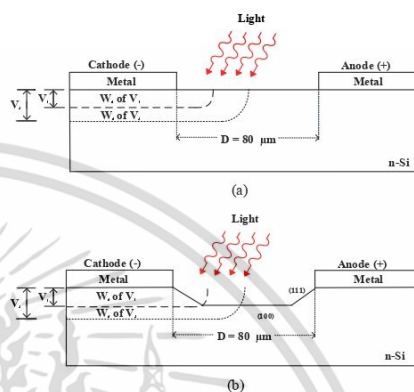 Light
Cathode (-)
Anode (+)
Metal
Metal
W of V
W of V
D = 80 μm
n-Si
(a)
Light
Cathode (-)
Anode (+)
Metal
Metal
(111)
W of V
W of V
(100)
D = 80 μm
n-Si
(b)